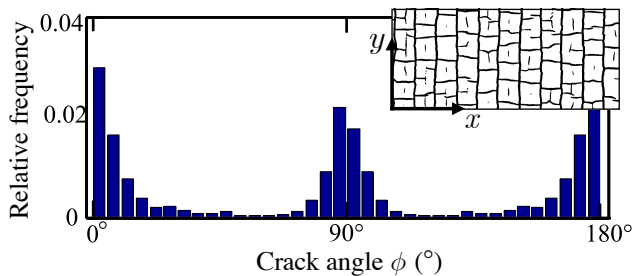 0.04
0.02
0
Relative frequency
y
x
0° 90° 180°
Crack angle ϕ (°)